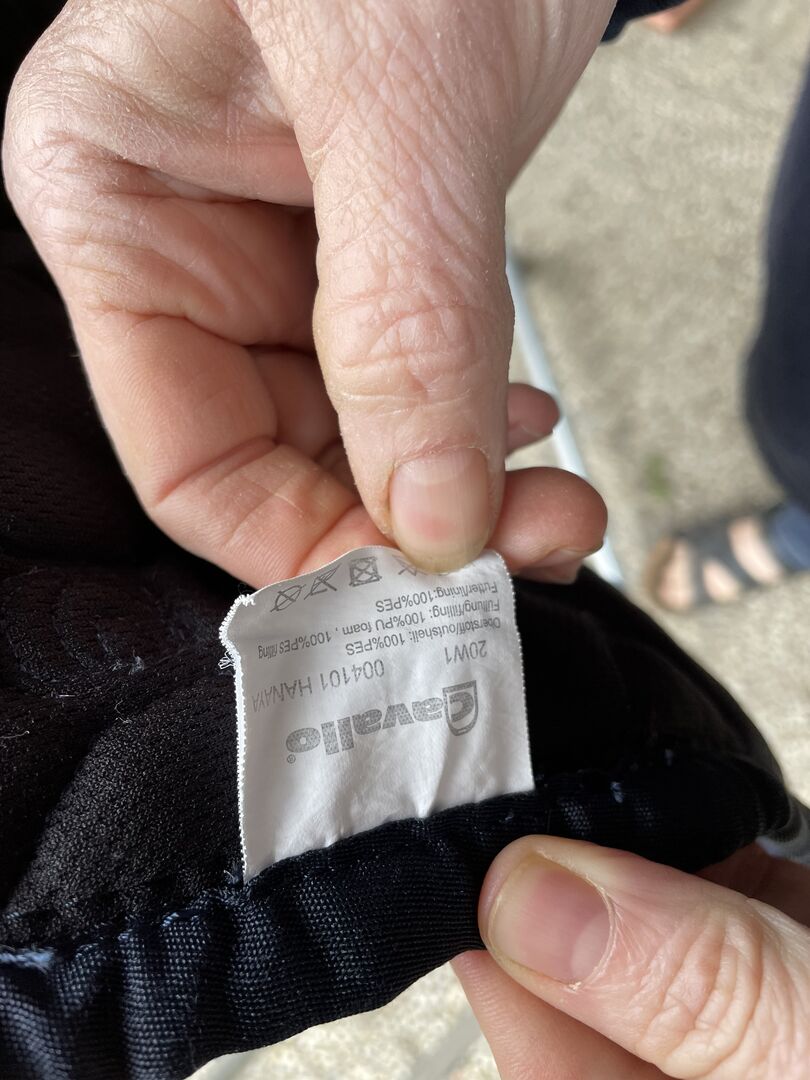 Cavallo®
20W1 004101 HANAYA
Oberstoff/outshell: 100%PES
Füllung/filling: 100%PU foam , 100%PES filling
Futter/lining:100%PES